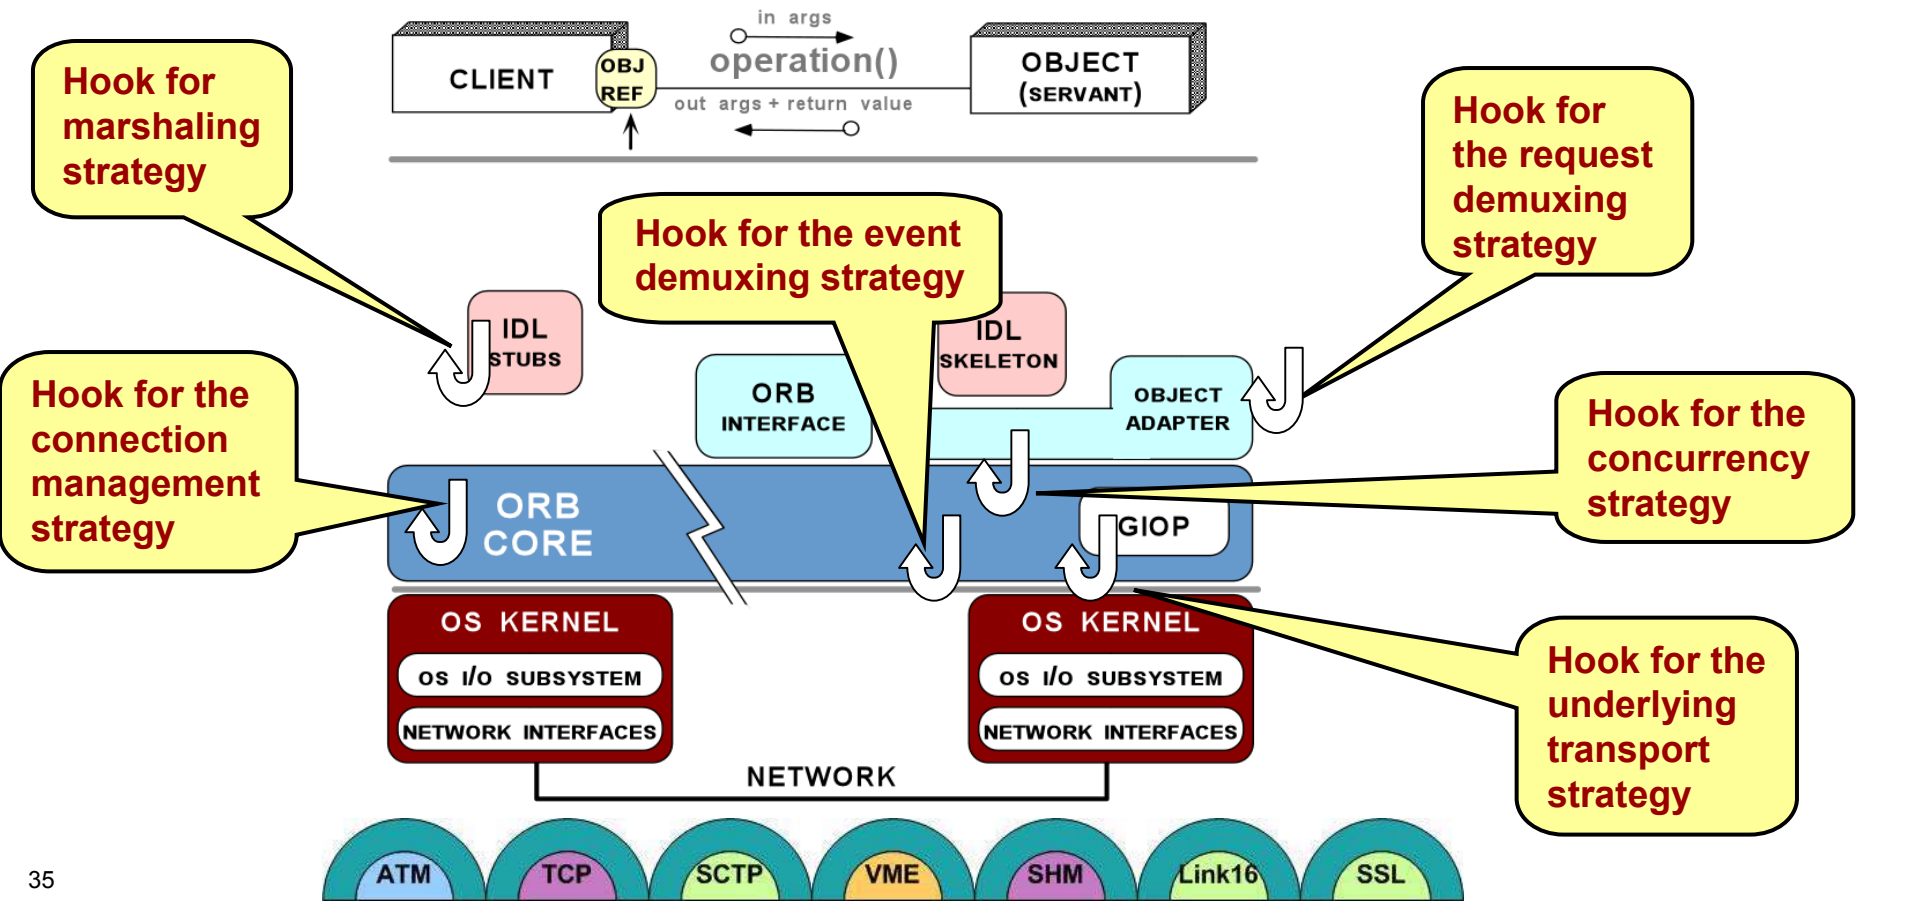 in args
operation()
out args + return value
CLIENT
OBJ
REF
OBJECT
(SERVANT)
Hook for
marshaling
strategy
Hook for
the request
demuxing
strategy
Hook for the event
demuxing strategy
IDL
STUBS
IDL
SKELETON
ORB
INTERFACE
OBJECT
ADAPTER
Hook for the
connection
management
strategy
Hook for the
concurrency
strategy
ORB
CORE
GIOP
OS KERNEL
OS I/O SUBSYSTEM
NETWORK INTERFACES
OS KERNEL
OS I/O SUBSYSTEM
NETWORK INTERFACES
Hook for the
underlying
transport
strategy
NETWORK
ATM
TCP
SCTP
VME
SHM
Link16
SSL
35